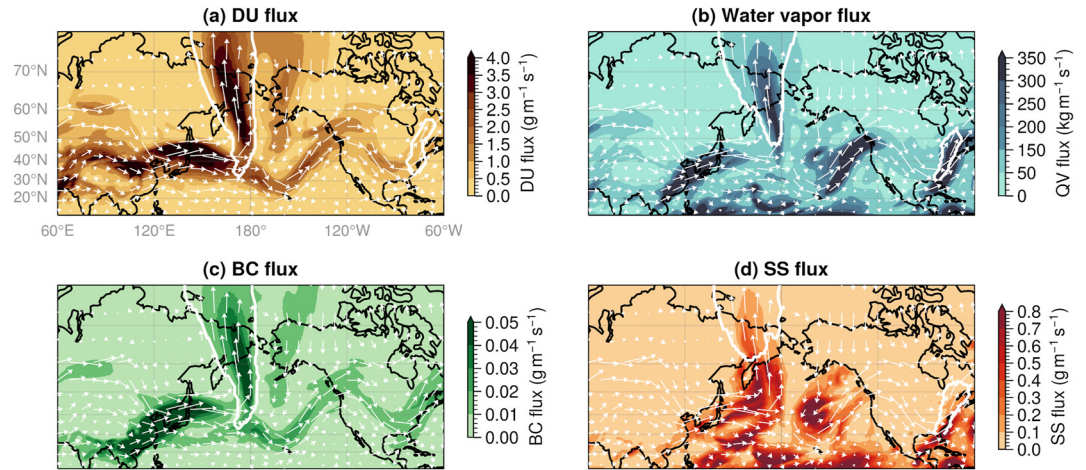 (a) DU flux
(b) Water vapor flux
70°N
60°N
50°N
40°N
30°N
20°N
60°E
120°E
180°
120°W
60°W
4.0
3.5
3.0
2.5
2.0
1.5
1.0
0.5
0.0
DU flux (gm⁻¹ s⁻¹)
350
300
250
200
150
100
50
0
QV flux (kgm⁻¹ s⁻¹)
(c) BC flux
(d) SS flux
0.05
0.04
0.03
0.02
0.01
0.00
BC flux (gm⁻¹ s⁻¹)
0.8
0.7
0.6
0.5
0.4
0.3
0.2
0.1
0.0
SS flux (gm⁻¹ s⁻¹)